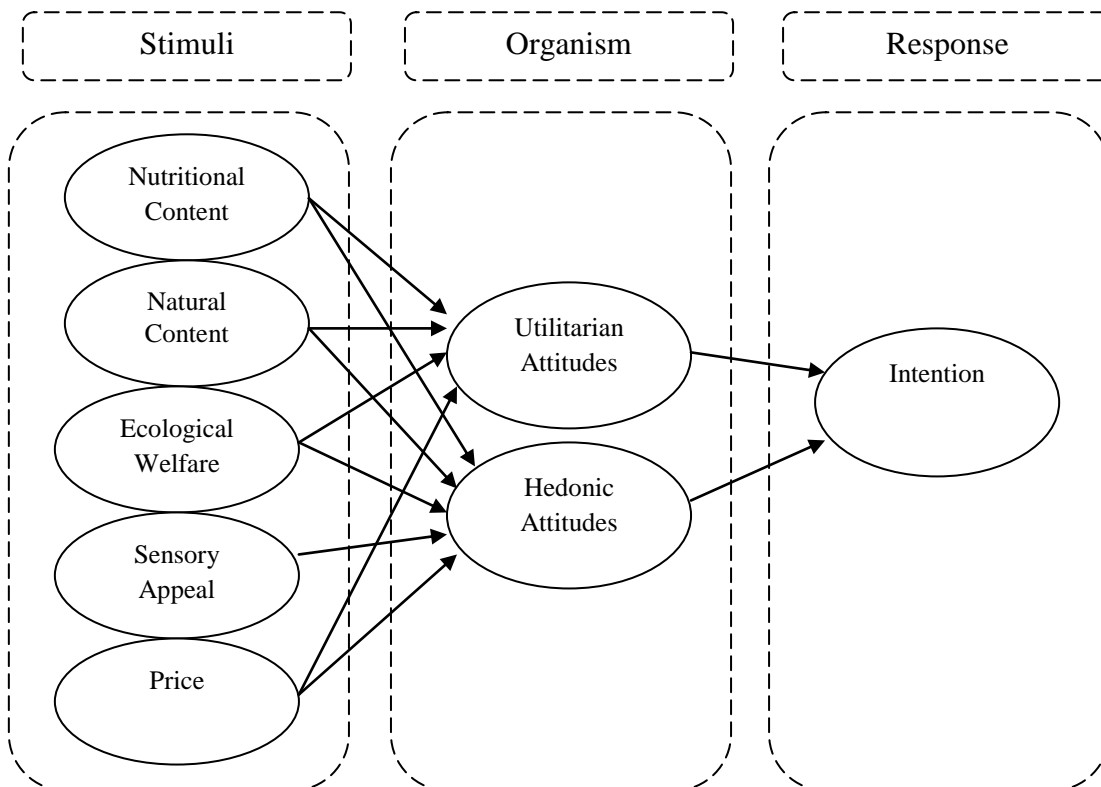 Stimuli
Organism
Response
Nutritional
Content
Natural
Content
Ecological
Welfare
Sensory
Appeal
Price
Utilitarian
Attitudes
Hedonic
Attitudes
Intention